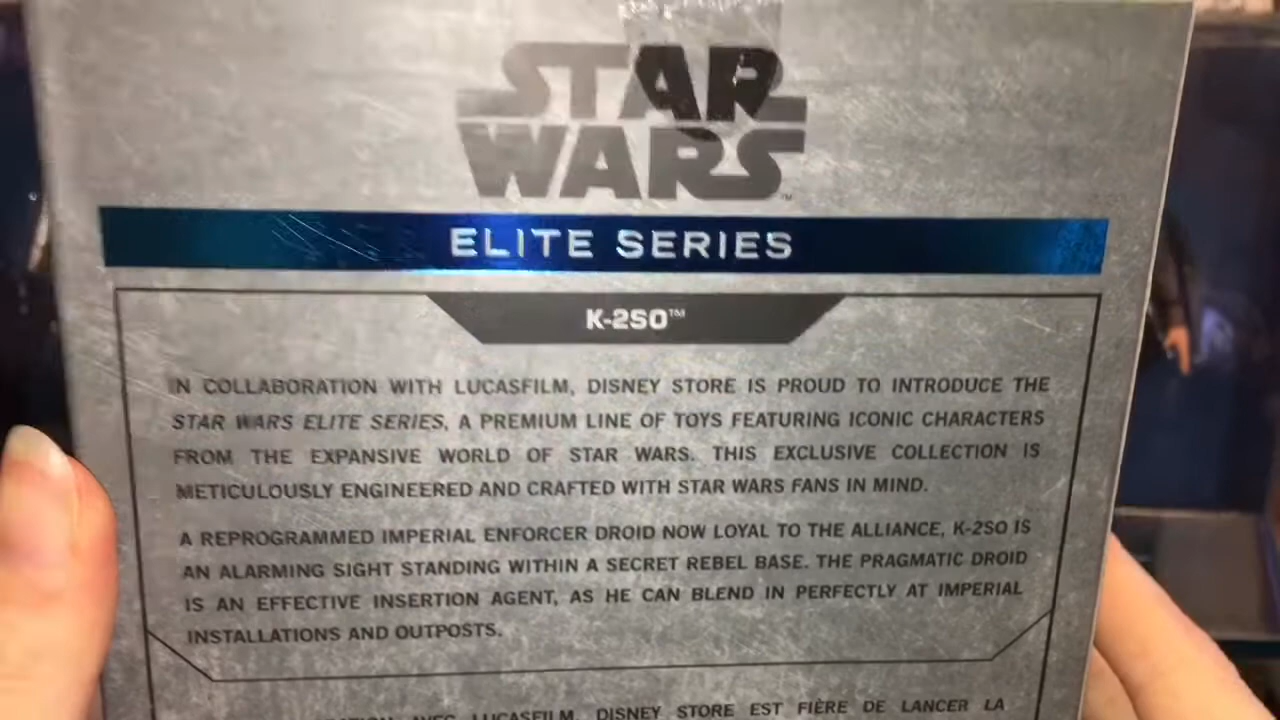 STAR
WARS™
ELITE SERIES
K-2SO™
IN COLLABORATION WITH LUCASFILM, DISNEY STORE IS PROUD TO INTRODUCE THE
STAR WARS ELITE SERIES, A PREMIUM LINE OF TOYS FEATURING ICONIC CHARACTERS
FROM THE EXPANSIVE WORLD OF STAR WARS. THIS EXCLUSIVE COLLECTION IS
METICULOUSLY ENGINEERED AND CRAFTED WITH STAR WARS FANS IN MIND.
A REPROGRAMMED IMPERIAL ENFORCER DROID NOW LOYAL TO THE ALLIANCE, K-2SO IS
AN ALARMING SIGHT STANDING WITHIN A SECRET REBEL BASE. THE PRAGMATIC DROID
IS AN EFFECTIVE INSERTION AGENT, AS HE CAN BLEND IN PERFECTLY AT IMPERIAL
INSTALLATIONS AND OUTPOSTS.
AVEC LUCASFILM, DISNEY STORE EST FIÈRE DE LANCER LA